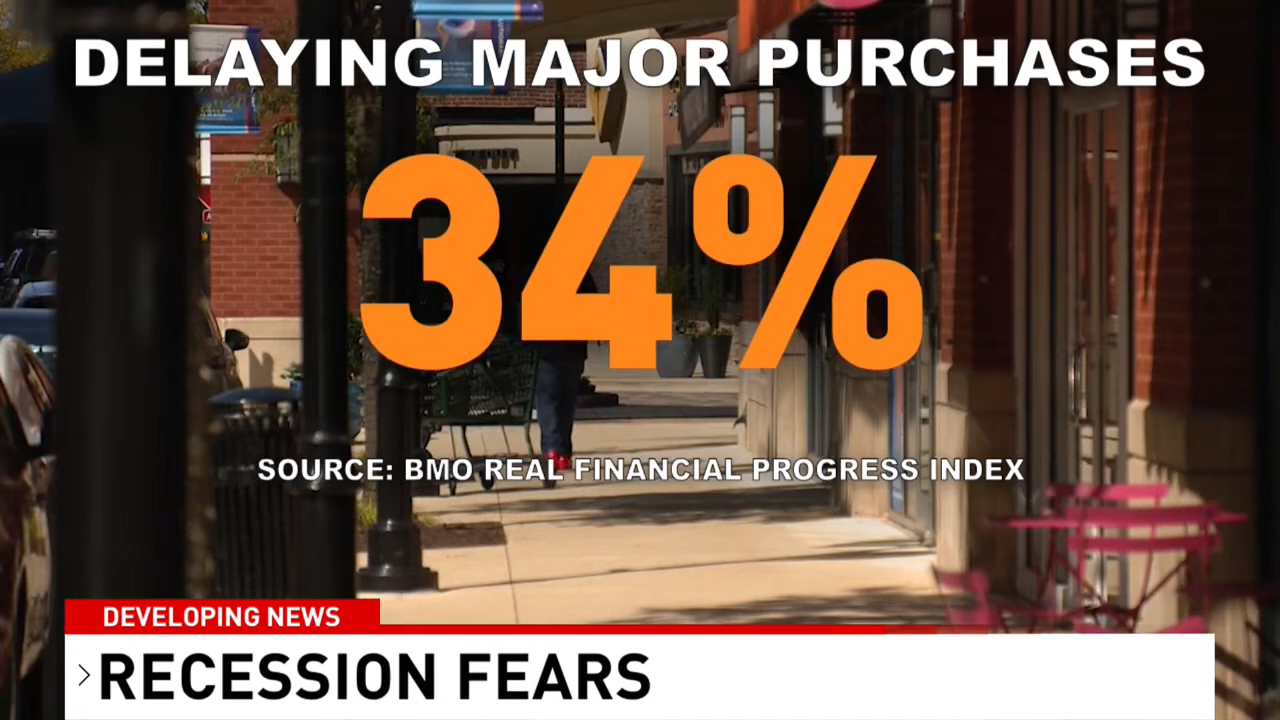 DELAYING MAJOR PURCHASES
34%
SOURCE: BMO REAL FINANCIAL PROGRESS INDEX
DEVELOPING NEWS
RECESSION FEARS